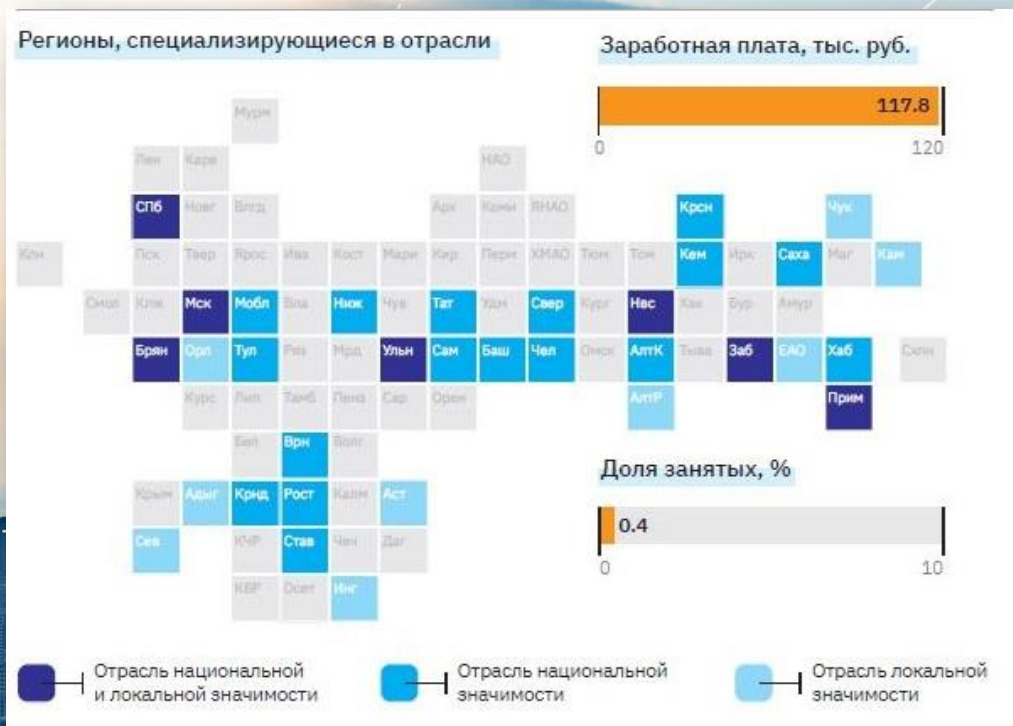 Регионы, специализирующиеся в отрасли
Заработная плата, тыс. руб.
117.8
0 120
Мурм
Лен Каре НАО
СПб Новг Влгд Арх Коми ЯНАО Крсн Чук
Клн Пск Твер Ярос Ива Кост Мари Кир Перм ХМАО Тюм Том Кем Ирк Саха Маг Кам
Смол Клж Мск Мобл Вла Ниж Чув Тат Удм Свер Кург Нвс Хак Бур Амур
Брян Орл Тул Ряз Мрд Ульн Сам Баш Чел Омск АлтК Тыва Заб ЕАО Хаб Схлн
Курс Лип Тамб Пенз Сар Орен АлтР Прим
Бел Врн Волг
Доля занятых, %
Крым Адыг Крнд Рост Калм Аст
0.4
Сев КЧР Став Чеч Даг
0 10
КБР Осет Инг
Отрасль национальной
и локальной значимости
Отрасль национальной
значимости
Отрасль локальной
значимости